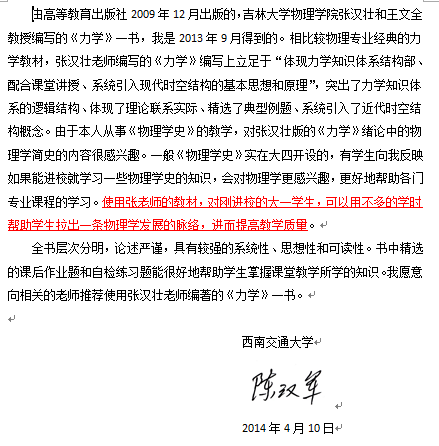 由高等教育出版社 2009 年 12 月出版的，吉林大学物理学院张汉壮和王文全
教授编写的《力学》一书，我是 2013 年 9 月得到的。相比较物理专业经典的力
学教材，张汉壮老师编写的《力学》编写上立足于“体现力学知识体系结构部、
配合课堂讲授、系统引入现代时空结构的基本思想和原理”，突出了力学知识体
系的逻辑结构、体现了理论联系实际、精选了典型例题、系统引入了近代时空结
构概念。由于本人从事《物理学史》的教学，对张汉壮版的《力学》绪论中的物
理学简史的内容很感兴趣。一般《物理学史》实在大四开设的，有学生向我反映
如果能进校就学习一些物理学史的知识，会对物理学更感兴趣，更好地帮助各门
专业课程的学习。使用张老师的教材，对刚进校的大一学生，可以用不多的学时
帮助学生拉出一条物理学发展的脉络，进而提高教学质量。
全书层次分明，论述严谨，具有较强的系统性、思想性和可读性。书中精选
的课后作业题和自检练习题能很好地帮助学生掌握课堂教学所学的知识。我愿意
向相关的老师推荐使用张汉壮老师编著的《力学》一书。
西南交通大学
陈双军
2014 年 4 月 10 日